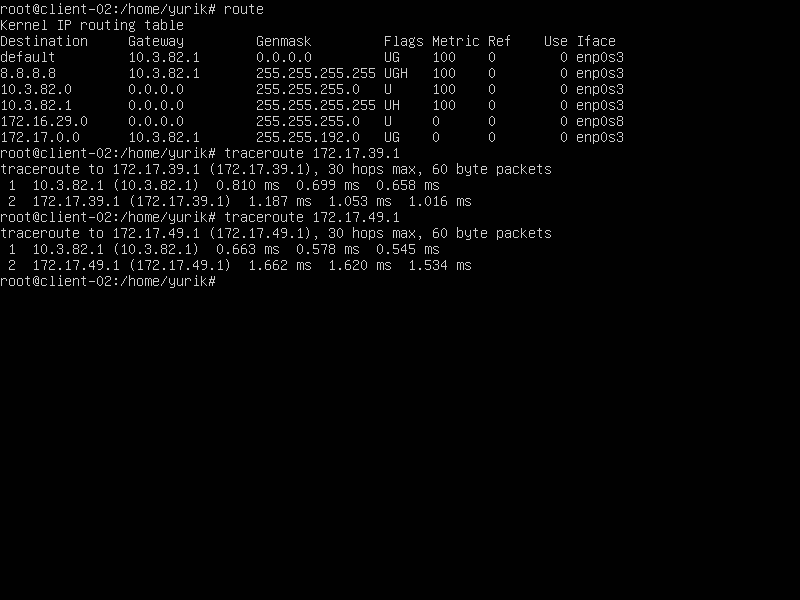 root@client-02:/home/yurik# route
Kernel IP routing table
Destination     Gateway         Genmask         Flags Metric Ref    Use Iface
default         10.3.82.1       0.0.0.0         UG    100    0        0 enp0s3
8.8.8.8         10.3.82.1       255.255.255.255 UGH   100    0        0 enp0s3
10.3.82.0       0.0.0.0         255.255.255.0   U     100    0        0 enp0s3
10.3.82.1       0.0.0.0         255.255.255.255 UH    100    0        0 enp0s3
172.16.29.0     0.0.0.0         255.255.255.0   U     0      0        0 enp0s8
172.17.0.0      10.3.82.1       255.255.192.0   UG    0      0        0 enp0s3
root@client-02:/home/yurik# traceroute 172.17.39.1
traceroute to 172.17.39.1 (172.17.39.1), 30 hops max, 60 byte packets
 1  10.3.82.1 (10.3.82.1)  0.810 ms  0.699 ms  0.658 ms
 2  172.17.39.1 (172.17.39.1)  1.187 ms  1.053 ms  1.016 ms
root@client-02:/home/yurik# traceroute 172.17.49.1
traceroute to 172.17.49.1 (172.17.49.1), 30 hops max, 60 byte packets
 1  10.3.82.1 (10.3.82.1)  0.663 ms  0.578 ms  0.545 ms
 2  172.17.49.1 (172.17.49.1)  1.662 ms  1.620 ms  1.534 ms
root@client-02:/home/yurik#